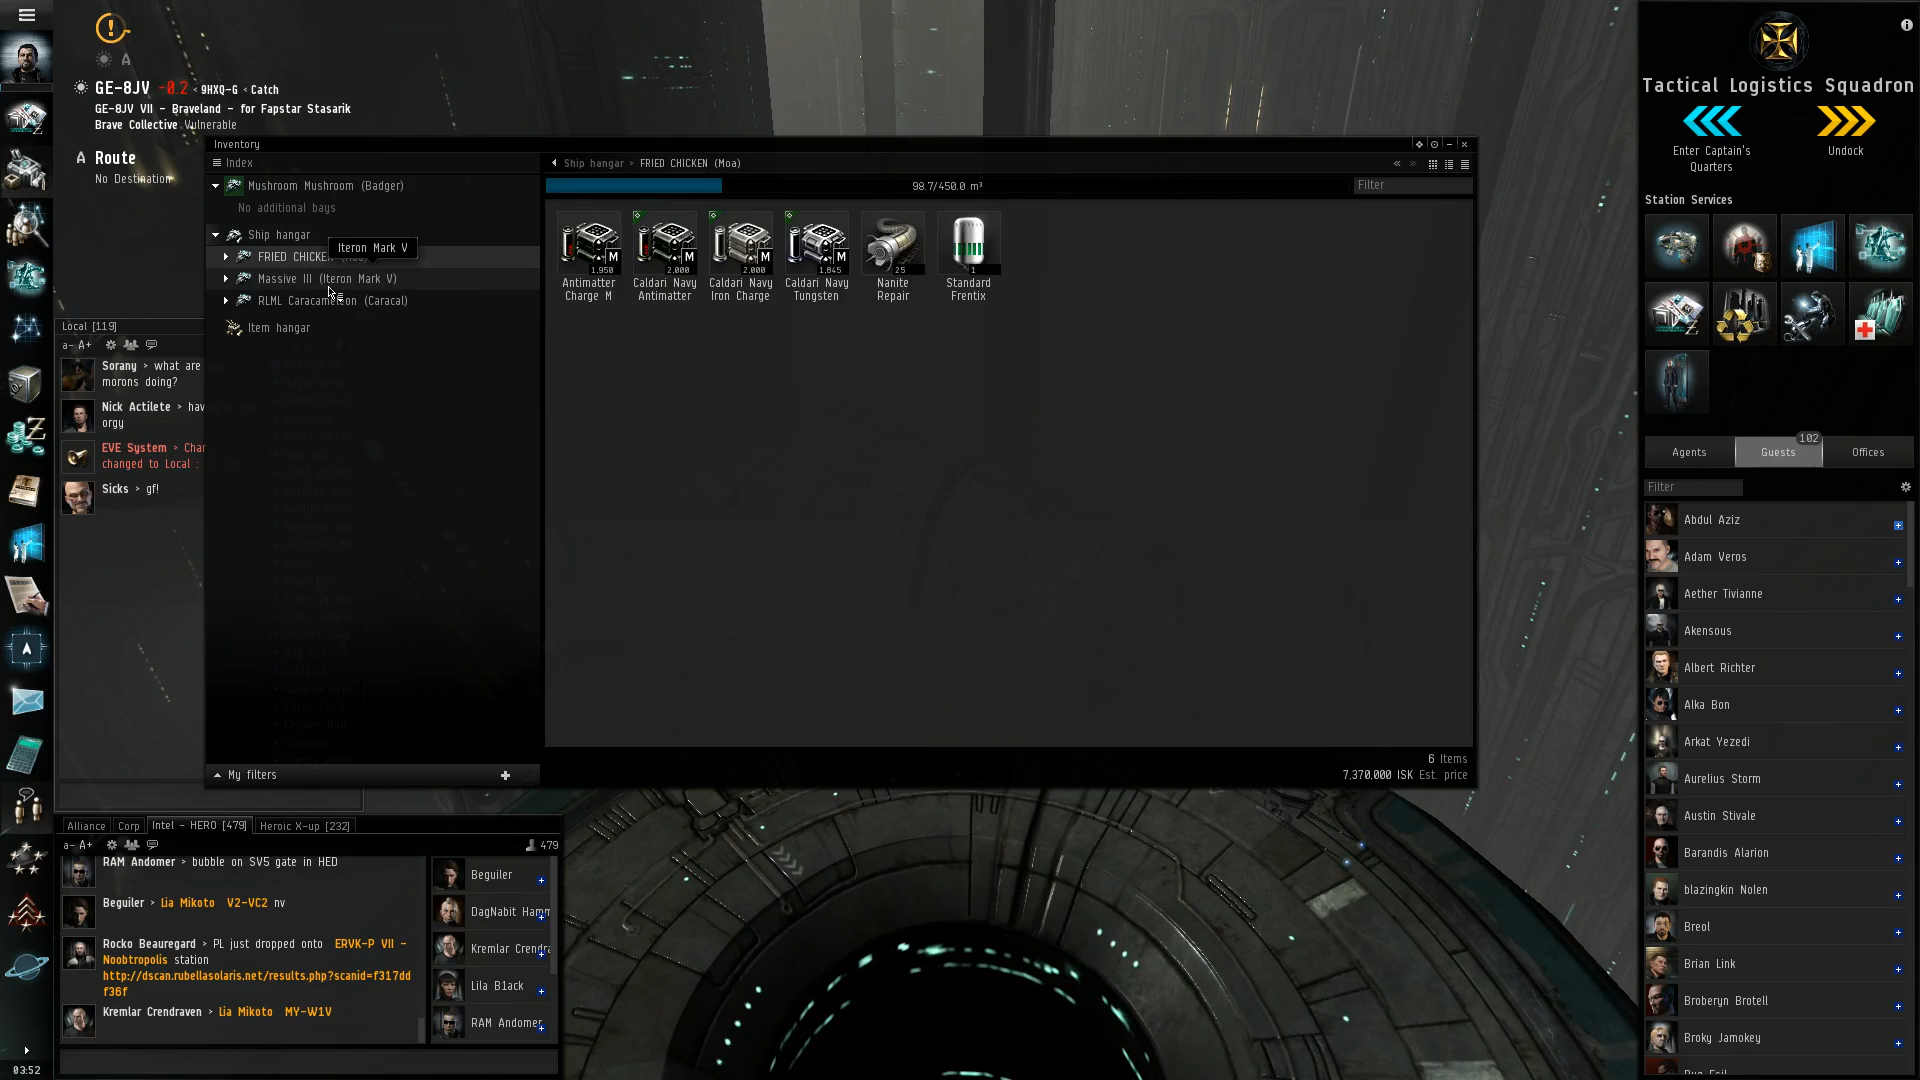 GE-8JV -0.2 < 9HXQ-G < Catch
GE-8JV VII - Braveland - for Fapstar Stasarik
Brave Collective Vulnerable
A Route
No Destination
Inventory
Index
Mushroom Mushroom (Badger)
No additional bays
Ship hangar
Iteron Mark V
FRIED CHICKEN
Massive III (Iteron Mark V)
RLML Caracameron (Caracal)
Item hangar
My filters
Ship hangar > FRIED CHICKEN (Moa)
98.7/450.0 m³
Filter
M
1,950
Antimatter
Charge M
M
2,000
Caldari Navy
Antimatter
M
2,000
Caldari Navy
Iron Charge
M
1,845
Caldari Navy
Tungsten
25
Nanite
Repair
1
Standard
Frentix
6 Items
7,370,000 ISK Est. price
Local [119]
a- A+
Sorany > what are
morons doing?
Nick Actilete > hav
orgy
EVE System > Chan
changed to Local :
Sicks > gf!
Alliance
Corp
Intel - HERO [479]
Heroic X-up [232]
a- A+
479
RAM Andomer > bubble on SV5 gate in HED
Beguiler > Lia Mikoto V2-VC2 nv
Rocko Beauregard > PL just dropped onto ERVK-P VII -
Noobtropolis station
http://dscan.rubellasolaris.net/results.php?scanid=f317dd
f36f
Kremlar Crendraven > Lia Mikoto MY-W1V
Beguiler
DagNabit Hamm
Kremlar Crendra
Lila B1ack
RAM Andomer
03:52
Tactical Logistics Squadron
Enter Captain's
Quarters
Undock
Station Services
Agents
Guests
102
Offices
Filter
Abdul Aziz
Adam Veros
Aether Tivianne
Akensous
Albert Richter
Alka Bon
Arkat Yezedi
Aurelius Storm
Austin Stivale
Barandis Alarion
blazingkin Nolen
Breol
Brian Link
Broberyn Brotell
Broky Jamokey